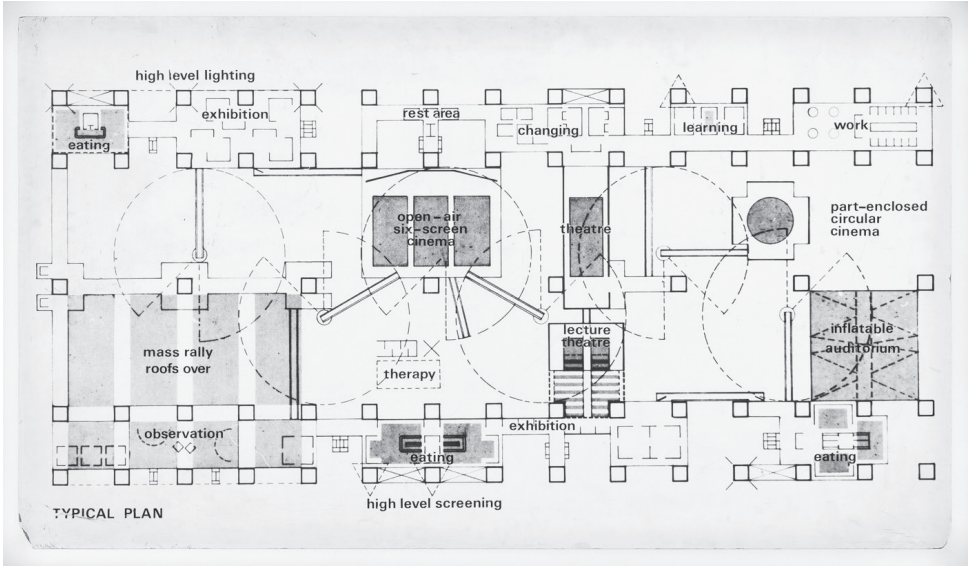 high level lighting
exhibition
eating
rest area
changing
learning
work
open-air
six-screen
cinema
theatre
part-enclosed
circular
cinema
mass rally
roofs over
therapy
lecture
theatre
inflatable
auditorium
observation
eating
exhibition
eating
high level screening
TYPICAL PLAN